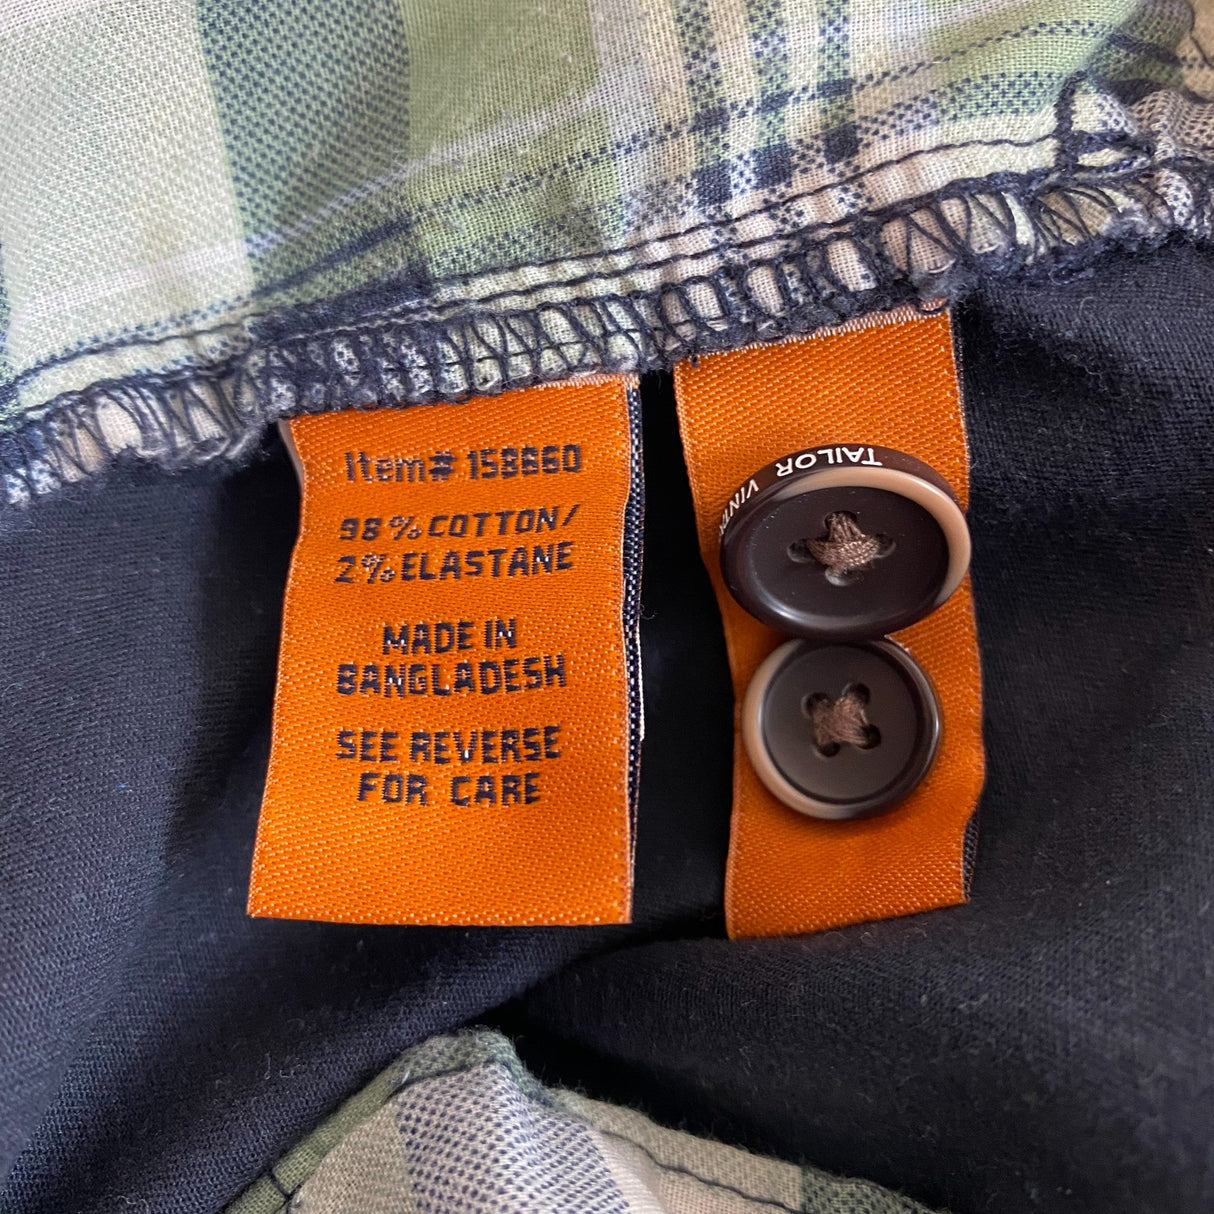 Item# 158860
98% COTTON/
2% ELASTANE
MADE IN
BANGLADESH
SEE REVERSE
FOR CARE
TAILOR